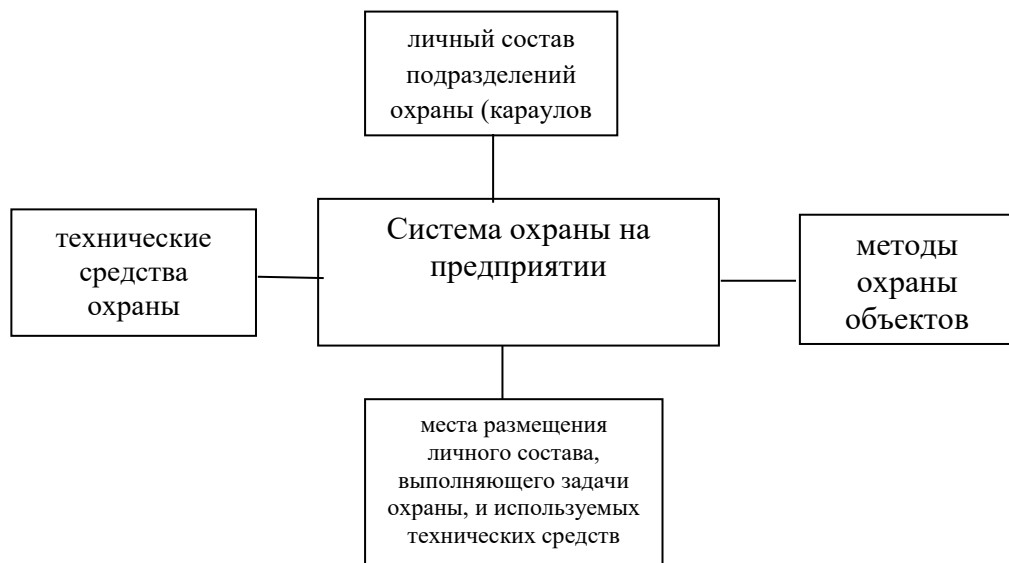 личный состав
подразделений
охраны (караулов
технические
средства
охраны
Система охраны на
предприятии
методы
охраны
объектов
места размещения
личного состава,
выполняющего задачи
охраны, и используемых
технических средств